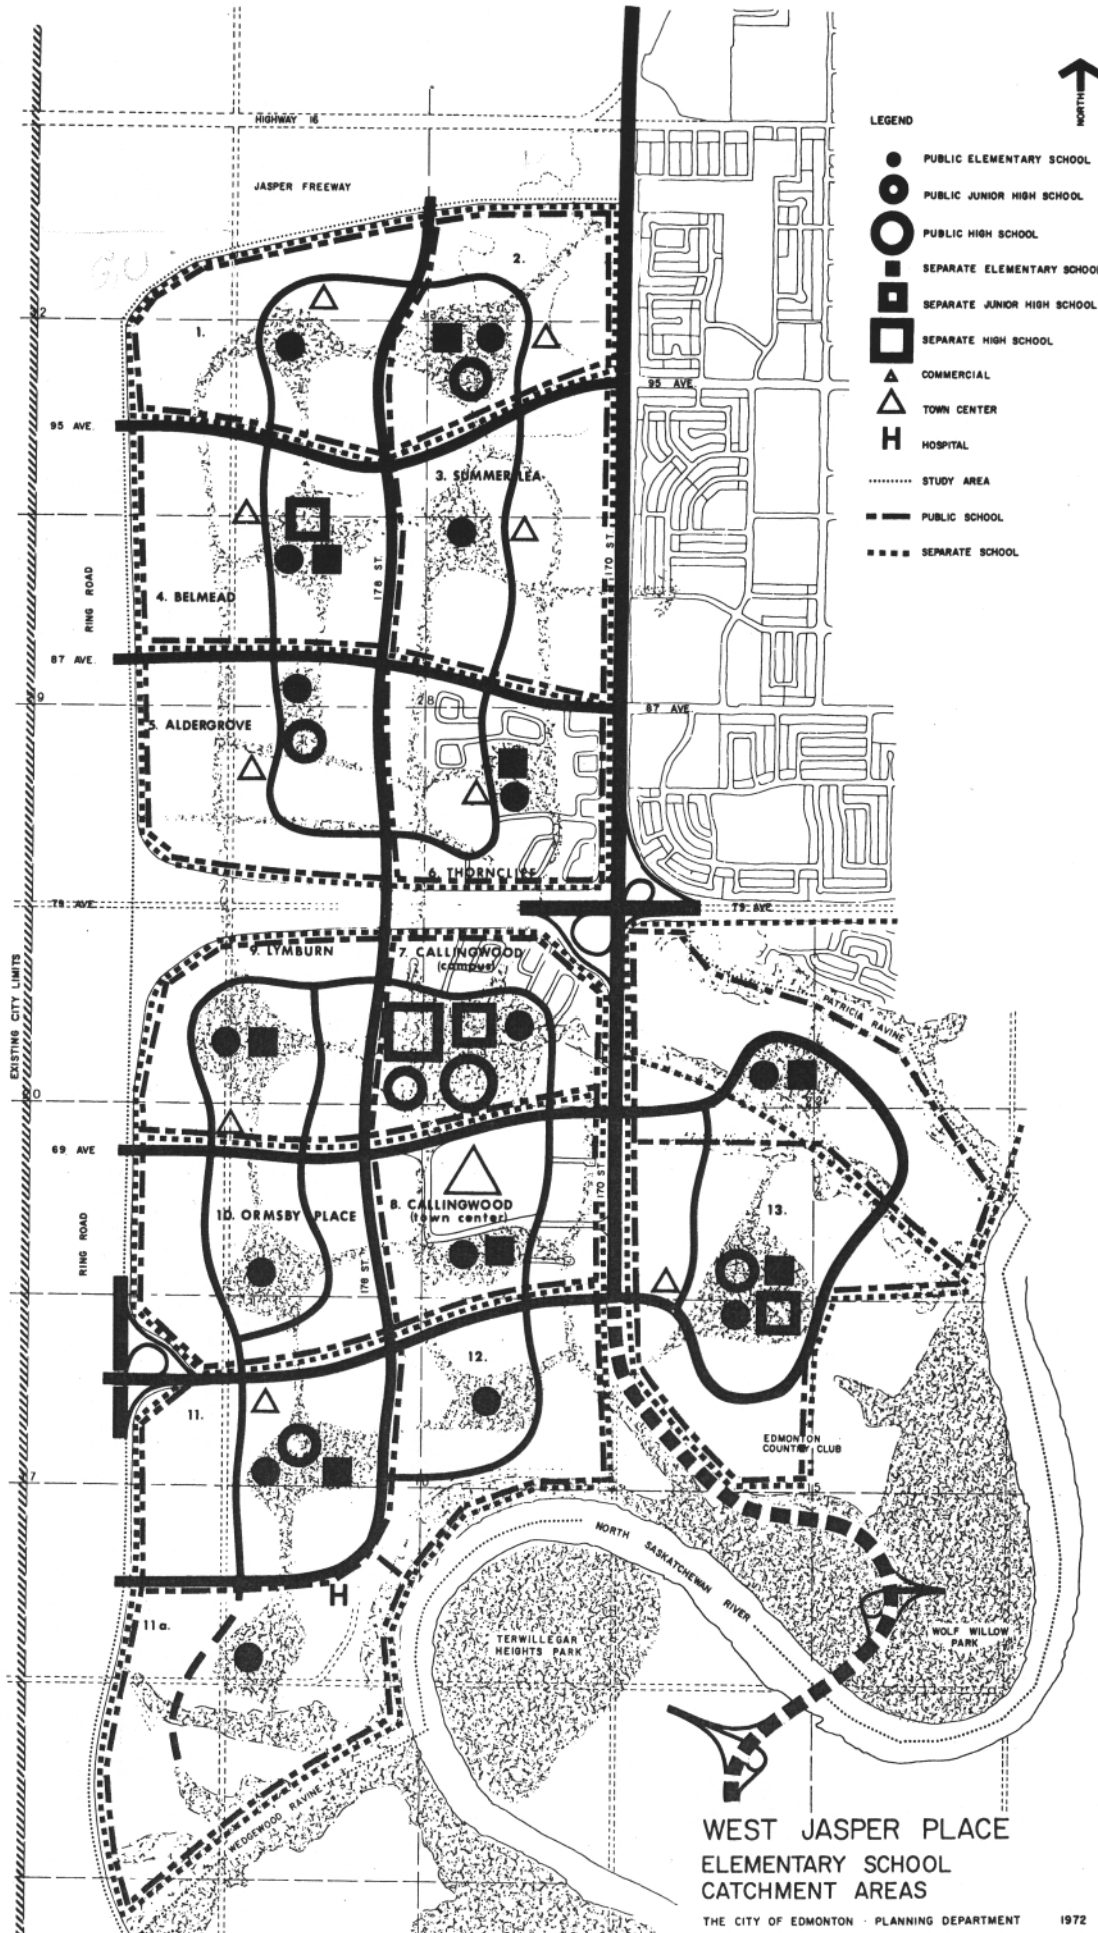 HIGHWAY 16
JASPER FREEWAY
NORTH
LEGEND
PUBLIC ELEMENTARY SCHOOL
PUBLIC JUNIOR HIGH SCHOOL
PUBLIC HIGH SCHOOL
SEPARATE ELEMENTARY SCHOOL
SEPARATE JUNIOR HIGH SCHOOL
SEPARATE HIGH SCHOOL
COMMERCIAL
TOWN CENTER
H HOSPITAL
STUDY AREA
PUBLIC SCHOOL
SEPARATE SCHOOL
1.
2.
95 AVE.
95 AVE.
3. SUMMERLEA
170 ST.
178 ST.
RING ROAD
4. BELMEAD
87 AVE.
87 AVE.
28
5. ALDERGROVE
6. THORNCLIFF
79 AVE.
79 AVE
EXISTING CITY LIMITS
9. LYMBURN
7. CALLINGWOOD
(campus)
PATRICIA RAVINE
69 AVE
170 ST.
8. CALLINGWOOD
(town center)
10. ORMSBY PLACE
13.
RING ROAD
178 ST.
12.
11.
EDMONTON
COUNTRY CLUB
H
11a.
NORTH
SASKATCHEWAN
RIVER
TERWILLEGAR
HEIGHTS PARK
WOLF WILLOW
PARK
WEDGEWOOD RAVINE
WEST JASPER PLACE
ELEMENTARY SCHOOL
CATCHMENT AREAS
THE CITY OF EDMONTON · PLANNING DEPARTMENT 1972